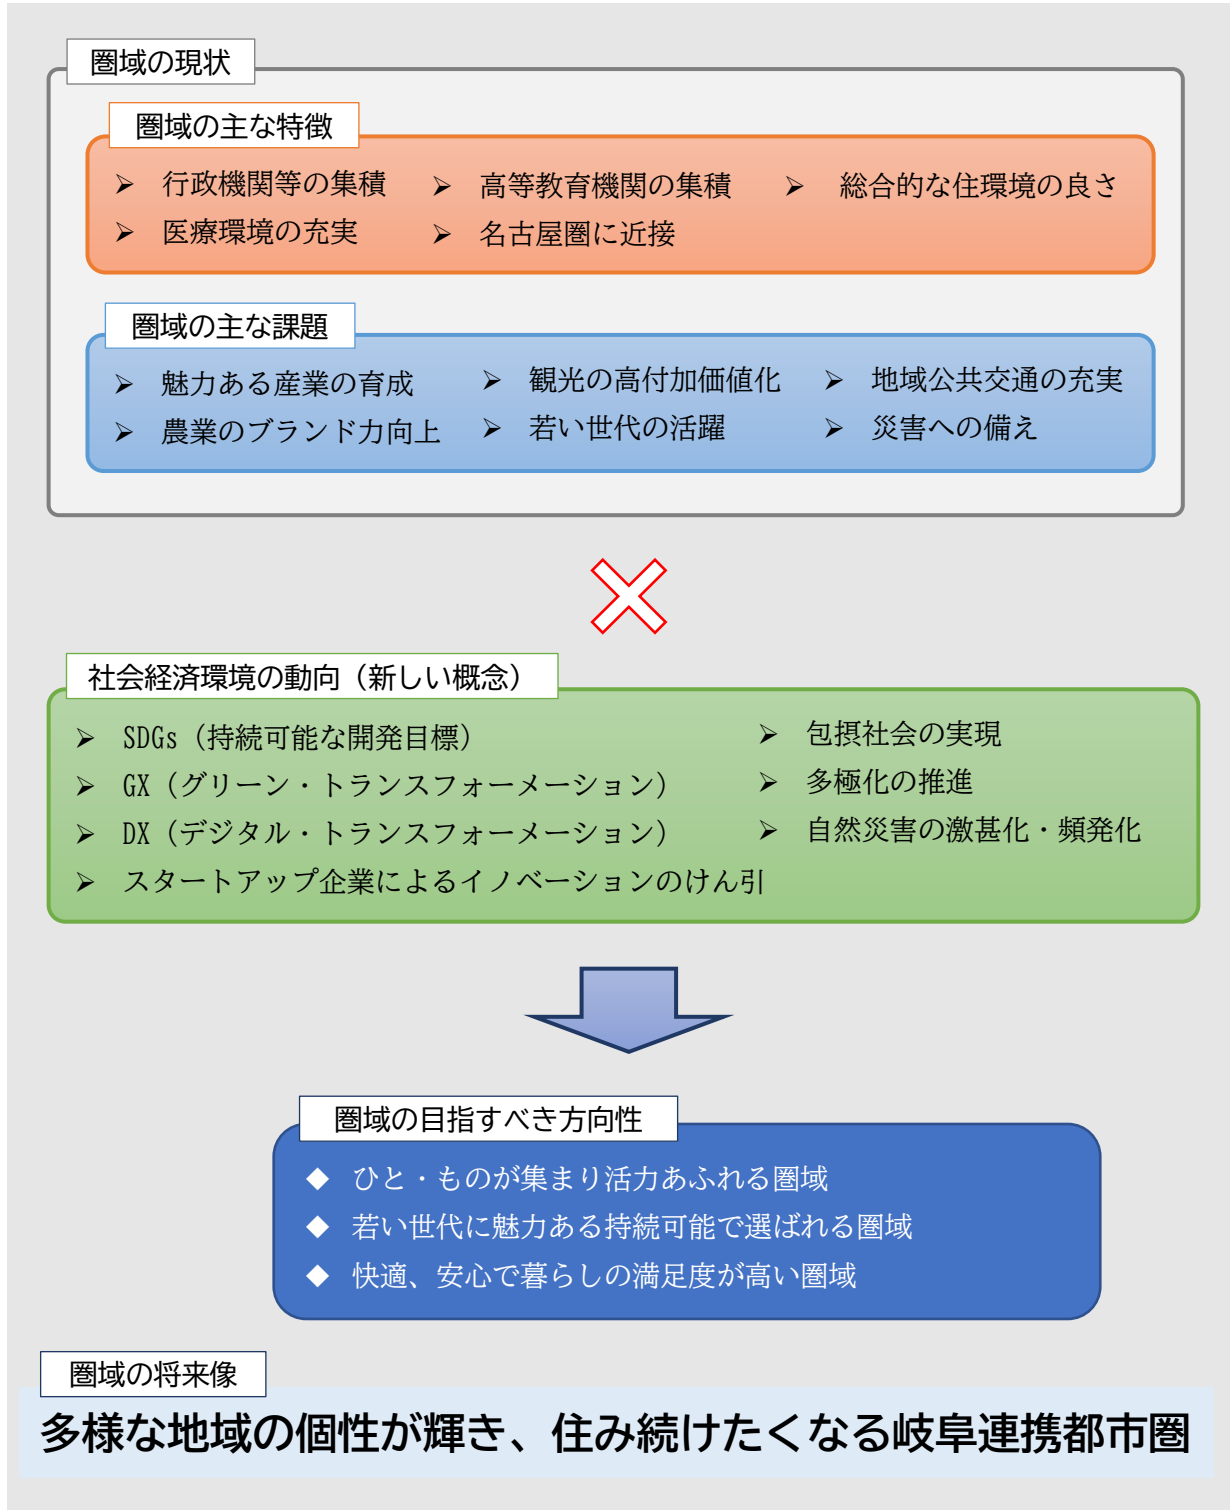 圏域の現状
圏域の主な特徴
➢ 行政機関等の集積 ➢ 高等教育機関の集積 ➢ 総合的な住環境の良さ
➢ 医療環境の充実 ➢ 名古屋圏に近接
圏域の主な課題
➢ 魅力ある産業の育成 ➢ 観光の高付加価値化 ➢ 地域公共交通の充実
➢ 農業のブランド力向上 ➢ 若い世代の活躍 ➢ 災害への備え
社会経済環境の動向（新しい概念）
➢ SDGs（持続可能な開発目標） ➢ 包摂社会の実現
➢ GX（グリーン・トランスフォーメーション） ➢ 多極化の推進
➢ DX（デジタル・トランスフォーメーション） ➢ 自然災害の激甚化・頻発化
➢ スタートアップ企業によるイノベーションのけん引
圏域の目指すべき方向性
◆ ひと・ものが集まり活力あふれる圏域
◆ 若い世代に魅力ある持続可能で選ばれる圏域
◆ 快適、安心で暮らしの満足度が高い圏域
圏域の将来像
多様な地域の個性が輝き、住み続けたくなる岐阜連携都市圏